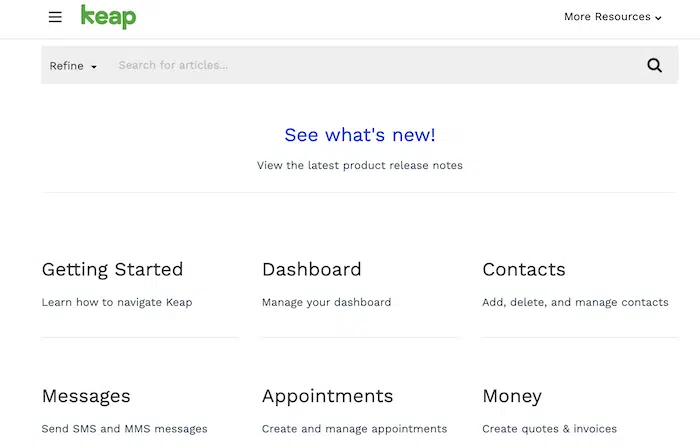 keap
More Resources
Refine
Search for articles...
See what's new!
View the latest product release notes
Getting Started
Dashboard
Contacts
Learn how to navigate Keap
Manage your dashboard
Add, delete, and manage contacts
Messages
Appointments
Money
Send SMS and MMS messages
Create and manage appointments
Create quotes & invoices